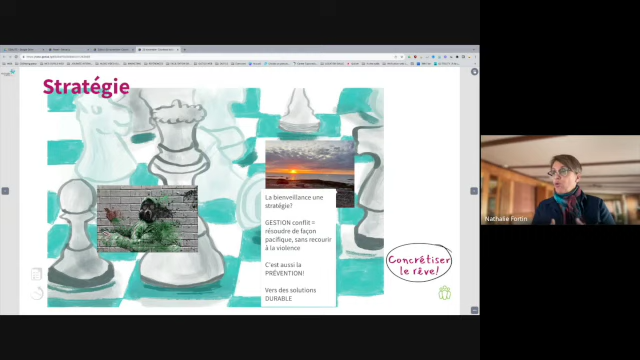 Stratégie
La bienveillance une
stratégie?
GESTION conflit =
résoudre de façon
pacifique, sans recourir
à la violence
C'est aussi la
PRÉVENTION!
Vers des solutions
DURABLE
Concrétiser
le rêve!
Nathalie Fortin